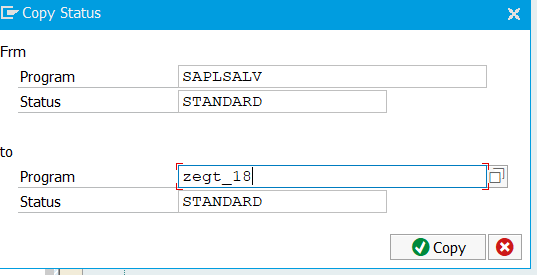 Copy Status
Frm
Program SAPLSALV
Status STANDARD
to
Program zegt_18
Status STANDARD
Copy